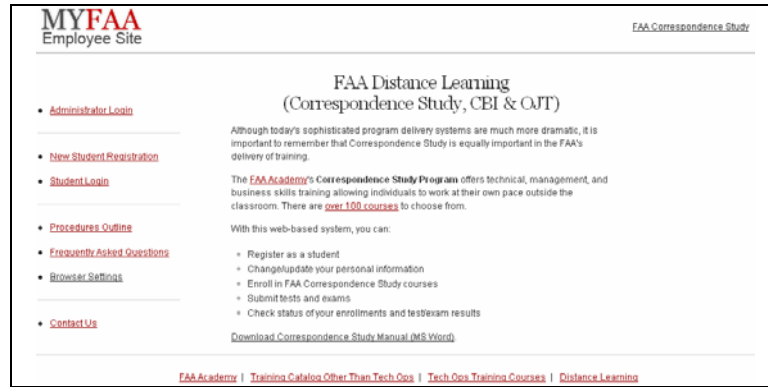 MYFAA
Employee Site
FAA Correspondence Study
• Administrator Login
• New Student Registration
• Student Login
• Procedures Outline
• Frequently Asked Questions
• Browser Settings
• Contact Us
FAA Distance Learning
(Correspondence Study, CBI & OJT)
Although today's sophisticated program delivery systems are much more dramatic, it is
important to remember that Correspondence Study is equally important in the FAA's
delivery of training.
The FAA Academy's Correspondence Study Program offers technical, management, and
business skills training allowing individuals to work at their own pace outside the
classroom. There are over 100 courses to choose from.
With this web-based system, you can:
• Register as a student
• Change/update your personal information
• Enroll in FAA Correspondence Study courses
• Submit tests and exams
• Check status of your enrollments and test/exam results
Download Correspondence Study Manual (MS Word).
FAA Academy | Training Catalog Other Than Tech Ops | Tech Ops Training Courses | Distance Learning